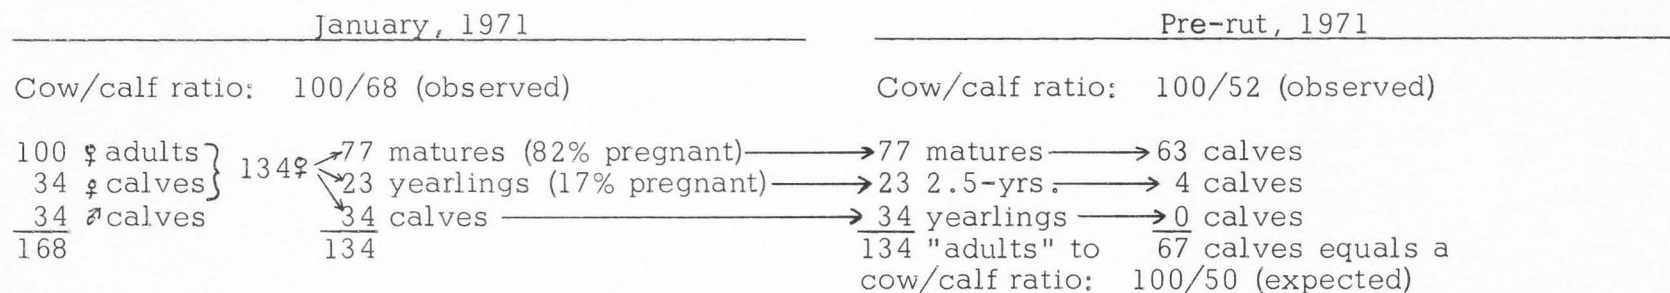 January, 1971 Pre-rut, 1971
Cow/calf ratio: 100/68 (observed) Cow/calf ratio: 100/52 (observed)
100 ♀ adults} 134♀ 77 matures (82% pregnant)→77 matures→63 calves
34 ♀ calves} 23 yearlings (17% pregnant)→23 2.5-yrs.→4 calves
34 ♂ calves 34 calves→34 yearlings→0 calves
168 134 134 "adults" to 67 calves equals a
cow/calf ratio: 100/50 (expected)